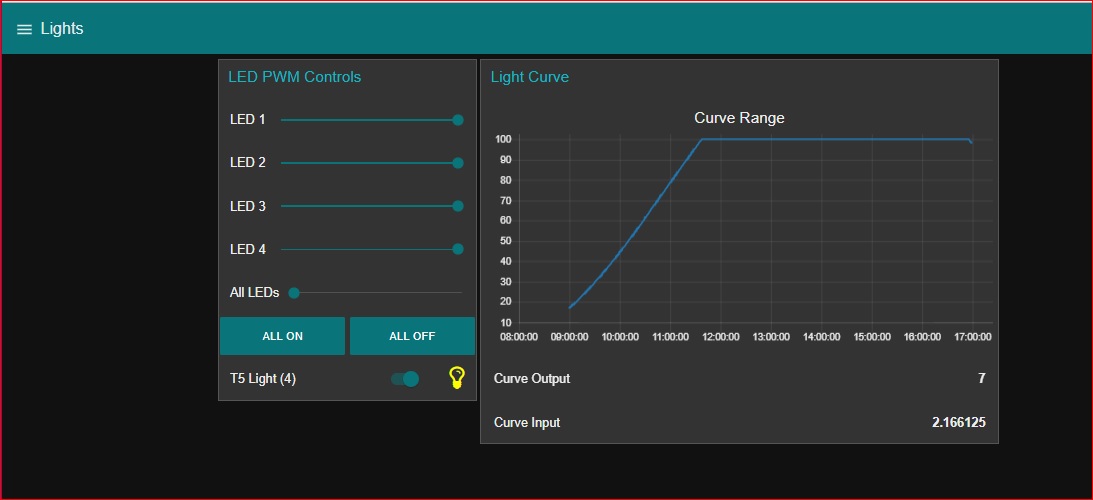 Lights
LED PWM Controls
LED 1
LED 2
LED 3
LED 4
All LEDs
ALL ON ALL OFF
T5 Light (4)
Light Curve
Curve Range
100
90
80
70
60
50
40
30
20
10
08:00:00 09:00:00 10:00:00 11:00:00 12:00:00 13:00:00 14:00:00 15:00:00 16:00:00 17:00:00
Curve Output 7
Curve Input 2.166125